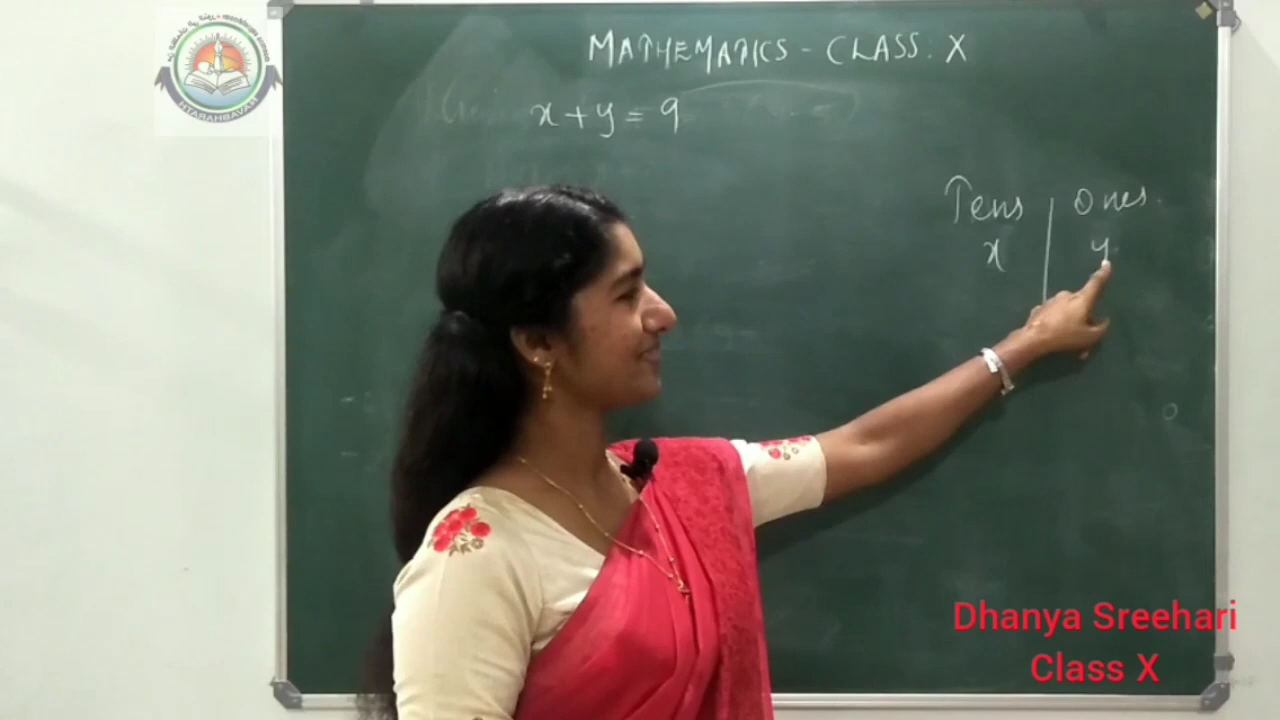 MATHEMATICS - CLASS: X
x + y = 9
Tens | Ones
x | y
Dhanya Sreehari
Class X